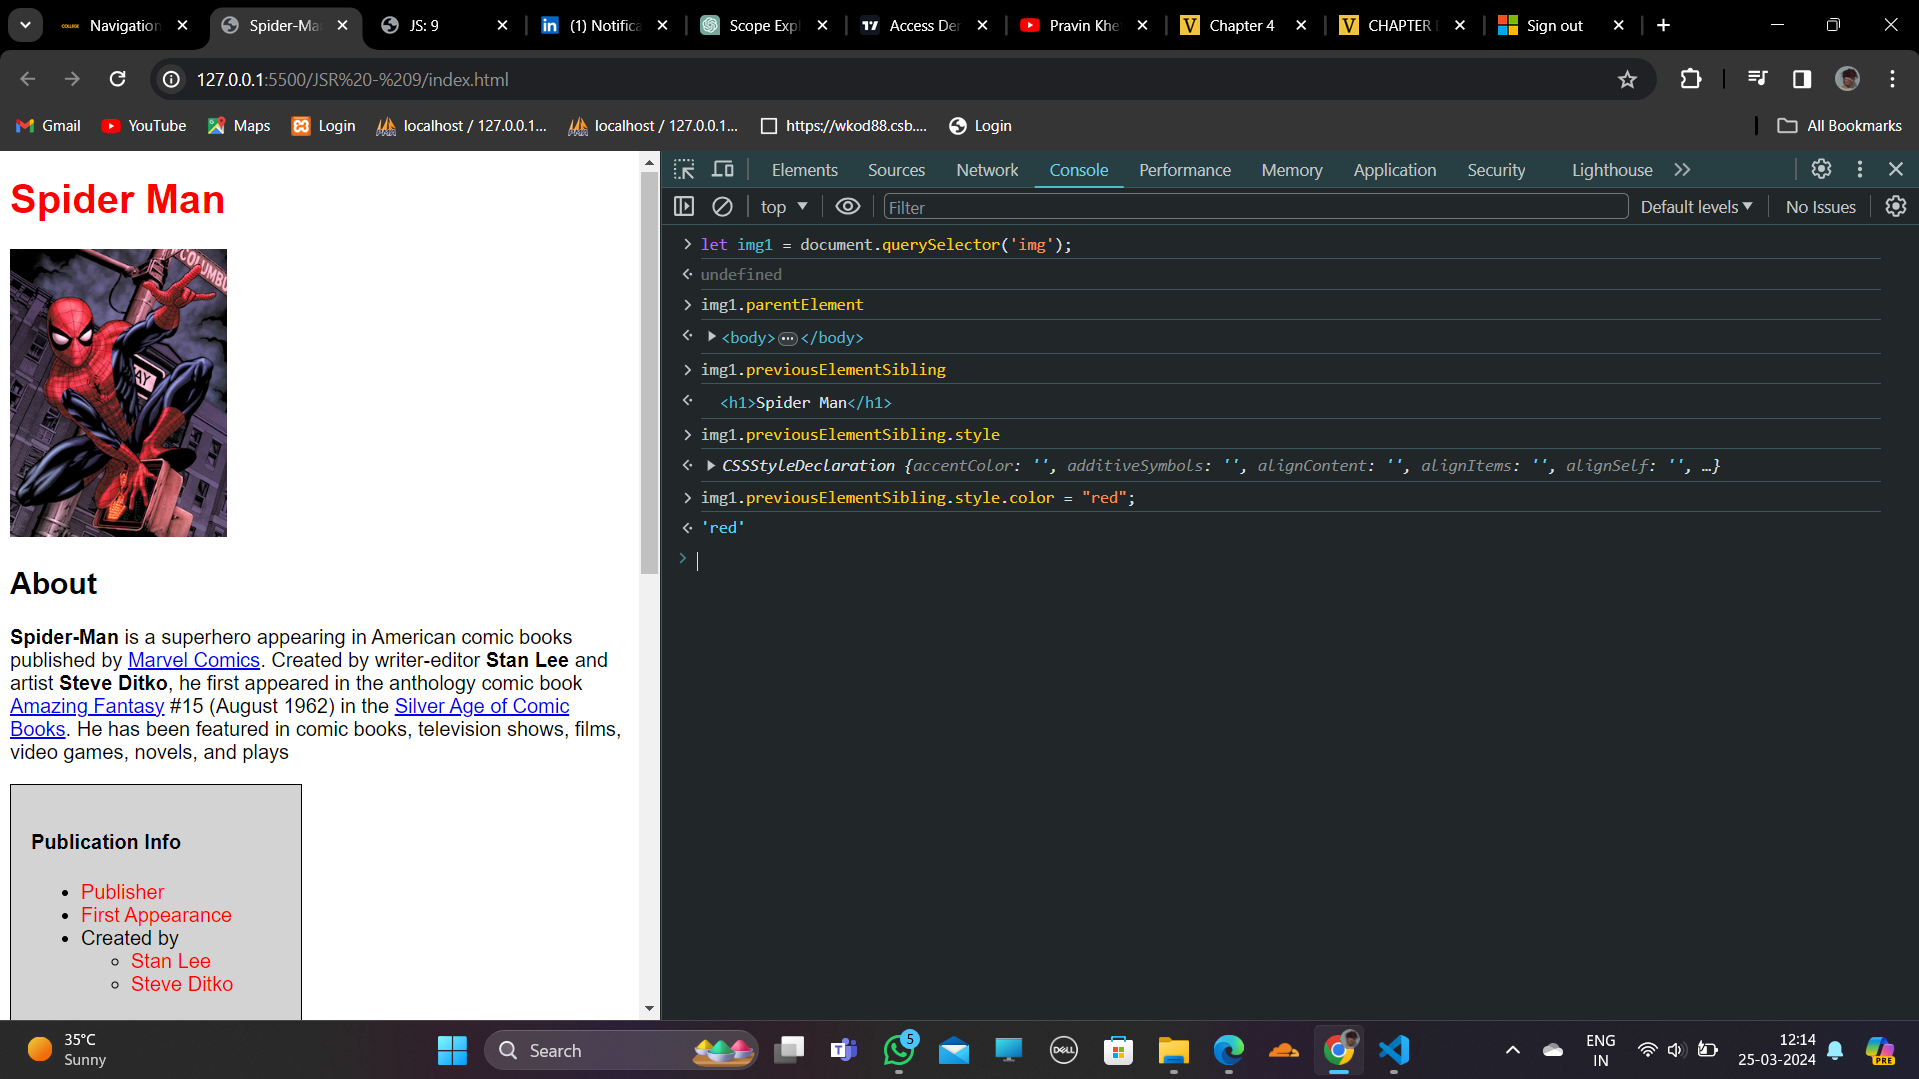 Navigation
Spider-Ma
JS: 9
(1) Notifica
Scope Expl
Access Der
Pravin Khe
Chapter 4
CHAPTER
Sign out
127.0.0.1:5500/JSR%20-%209/index.html
Gmail
YouTube
Maps
Login
localhost / 127.0.0.1...
localhost / 127.0.0.1...
https://wkod88.csb....
Login
All Bookmarks
Spider Man
COLUMBU
About
Spider-Man is a superhero appearing in American comic books
published by Marvel Comics. Created by writer-editor Stan Lee and
artist Steve Ditko, he first appeared in the anthology comic book
Amazing Fantasy #15 (August 1962) in the Silver Age of Comic
Books. He has been featured in comic books, television shows, films,
video games, novels, and plays
Publication Info
Publisher
First Appearance
Created by
Stan Lee
Steve Ditko
Elements
Sources
Network
Console
Performance
Memory
Application
Security
Lighthouse
top
Filter
Default levels
No Issues
let img1 = document.querySelector('img');
undefined
img1.parentElement
<body>…</body>
img1.previousElementSibling
<h1>Spider Man</h1>
img1.previousElementSibling.style
CSSStyleDeclaration {accentColor: '', additiveSymbols: '', alignContent: '', alignItems: '', alignSelf: '', …}
img1.previousElementSibling.style.color = "red";
'red'
35°C
Sunny
Search
5
DELL
ENG
IN
12:14
25-03-2024
PRE